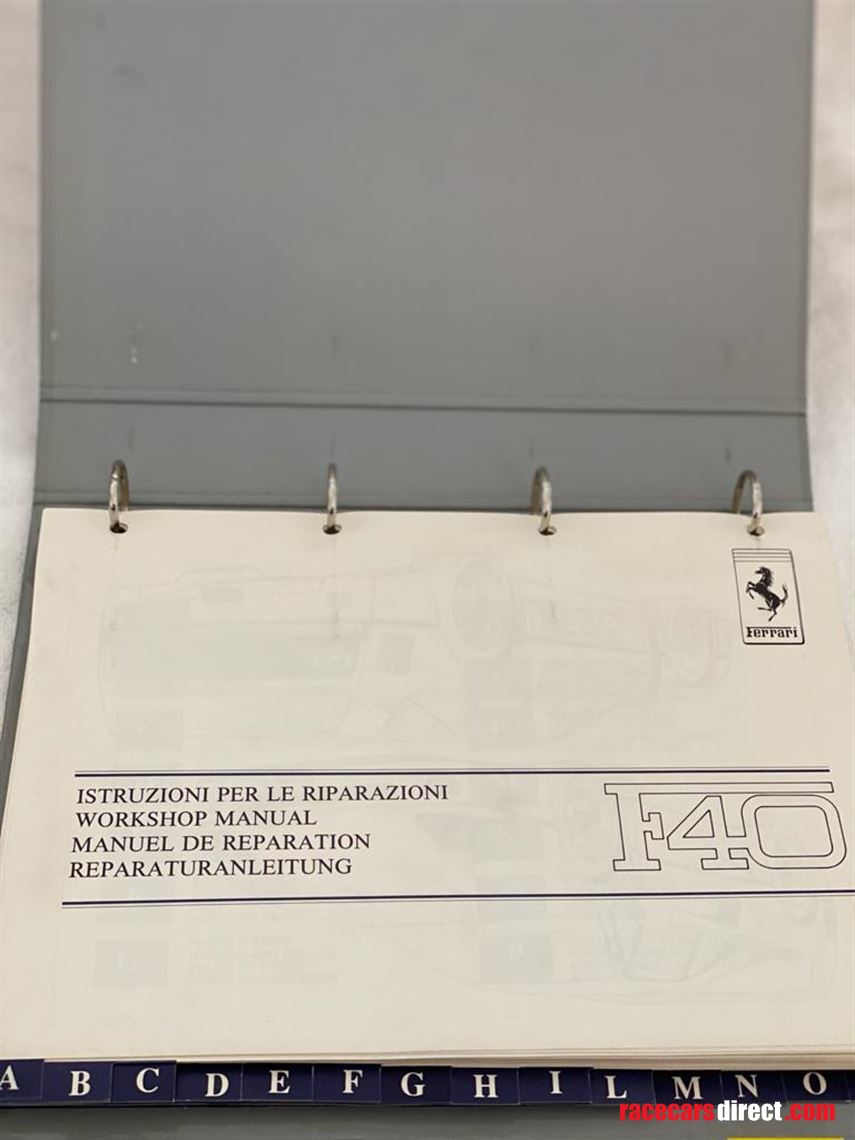 Ferrari
ISTRUZIONI PER LE RIPARAZIONI
WORKSHOP MANUAL
MANUEL DE REPARATION
REPARATURANLEITUNG
F40
A B C D E F G H I L M N O
racecarsdirect.com